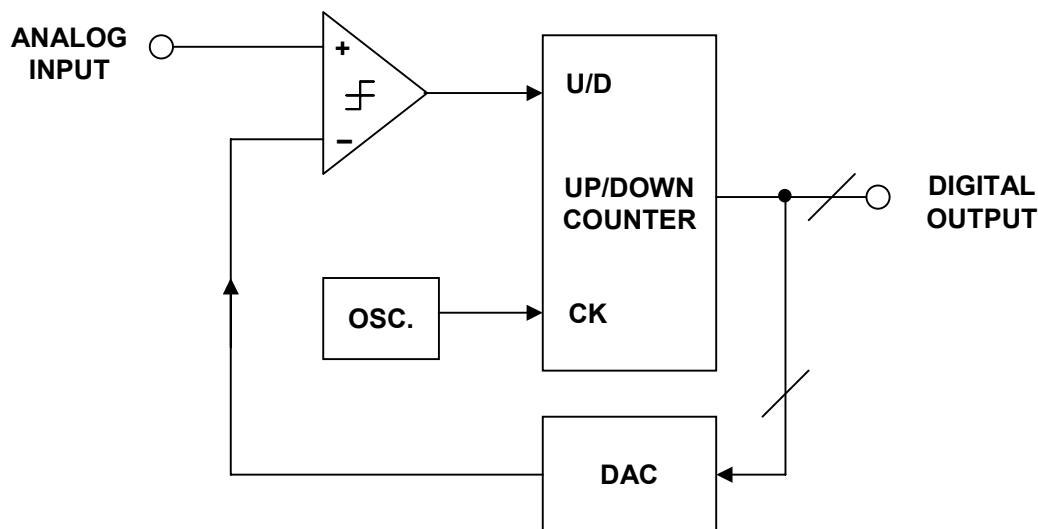 ANALOG
INPUT
+
−
U/D
UP/DOWN
COUNTER
DIGITAL
OUTPUT
OSC.
CK
DAC